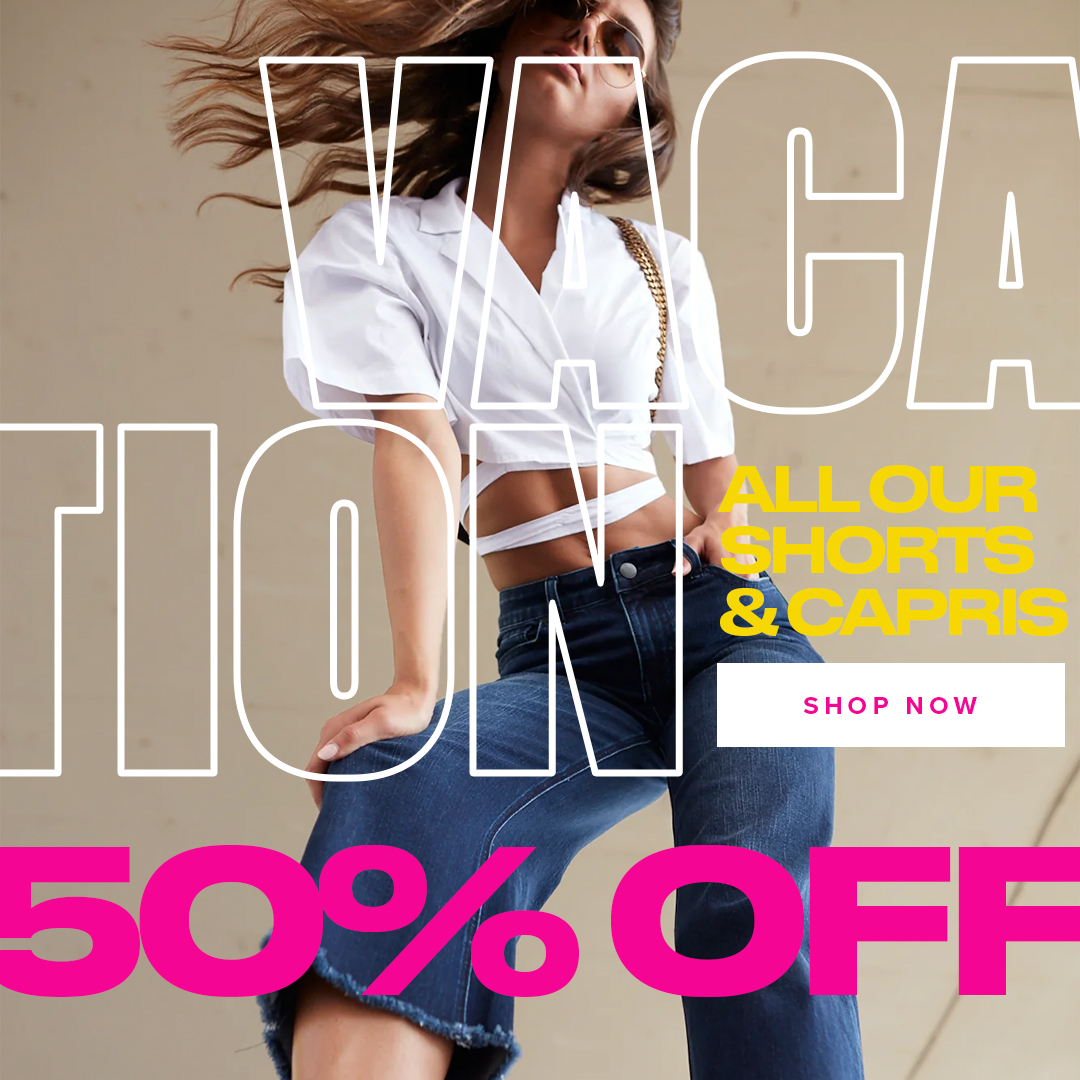 VACA
TION
ALL OUR
SHORTS
& CAPRIS
SHOP NOW
50% OFF